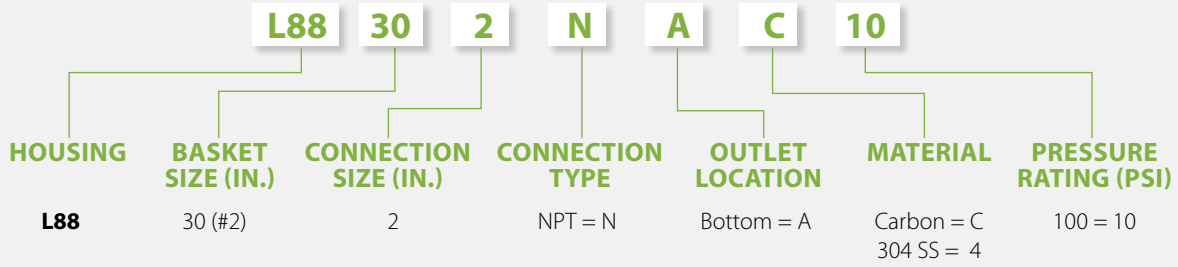 L88 30 2 N A C 10
HOUSING
BASKET
SIZE (IN.)
CONNECTION
SIZE (IN.)
CONNECTION
TYPE
OUTLET
LOCATION
MATERIAL
PRESSURE
RATING (PSI)
L88
30 (#2)
2
NPT = N
Bottom = A
Carbon = C
304 SS = 4
100 = 10